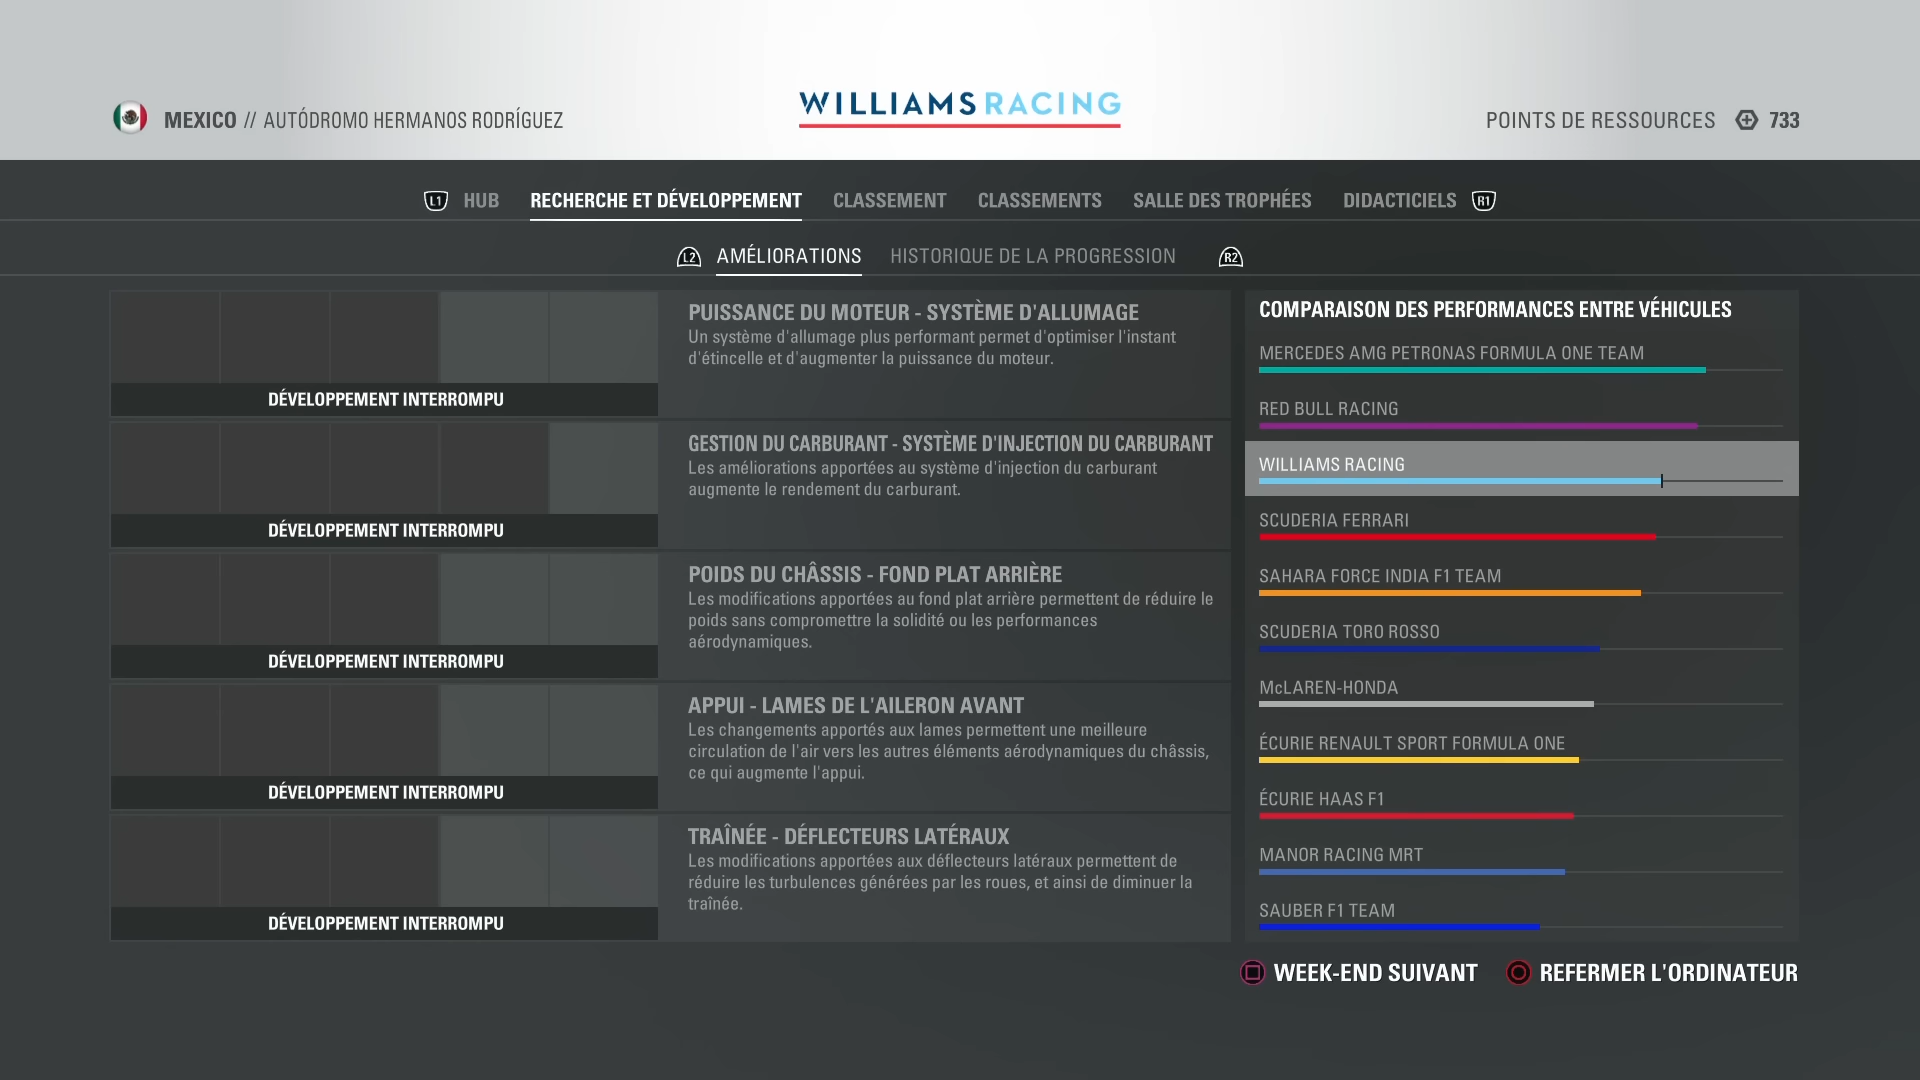 MEXICO // AUTÓDROMO HERMANOS RODRÍGUEZ
WILLIAMS RACING
POINTS DE RESSOURCES 733
L1 HUB RECHERCHE ET DÉVELOPPEMENT CLASSEMENT CLASSEMENTS SALLE DES TROPHÉES DIDACTICIELS R1
L2 AMÉLIORATIONS HISTORIQUE DE LA PROGRESSION R2
PUISSANCE DU MOTEUR - SYSTÈME D'ALLUMAGE
Un système d'allumage plus performant permet d'optimiser l'instant
d'étincelle et d'augmenter la puissance du moteur.
DÉVELOPPEMENT INTERROMPU
GESTION DU CARBURANT - SYSTÈME D'INJECTION DU CARBURANT
Les améliorations apportées au système d'injection du carburant
augmente le rendement du carburant.
DÉVELOPPEMENT INTERROMPU
POIDS DU CHÂSSIS - FOND PLAT ARRIÈRE
Les modifications apportées au fond plat arrière permettent de réduire le
poids sans compromettre la solidité ou les performances
aérodynamiques.
DÉVELOPPEMENT INTERROMPU
APPUI - LAMES DE L'AILERON AVANT
Les changements apportés aux lames permettent une meilleure
circulation de l'air vers les autres éléments aérodynamiques du châssis,
ce qui augmente l'appui.
DÉVELOPPEMENT INTERROMPU
TRAÎNÉE - DÉFLECTEURS LATÉRAUX
Les modifications apportées aux déflecteurs latéraux permettent de
réduire les turbulences générées par les roues, et ainsi de diminuer la
traînée.
DÉVELOPPEMENT INTERROMPU
COMPARAISON DES PERFORMANCES ENTRE VÉHICULES
MERCEDES AMG PETRONAS FORMULA ONE TEAM
RED BULL RACING
WILLIAMS RACING
SCUDERIA FERRARI
SAHARA FORCE INDIA F1 TEAM
SCUDERIA TORO ROSSO
McLAREN-HONDA
ÉCURIE RENAULT SPORT FORMULA ONE
ÉCURIE HAAS F1
MANOR RACING MRT
SAUBER F1 TEAM
WEEK-END SUIVANT REFERMER L'ORDINATEUR